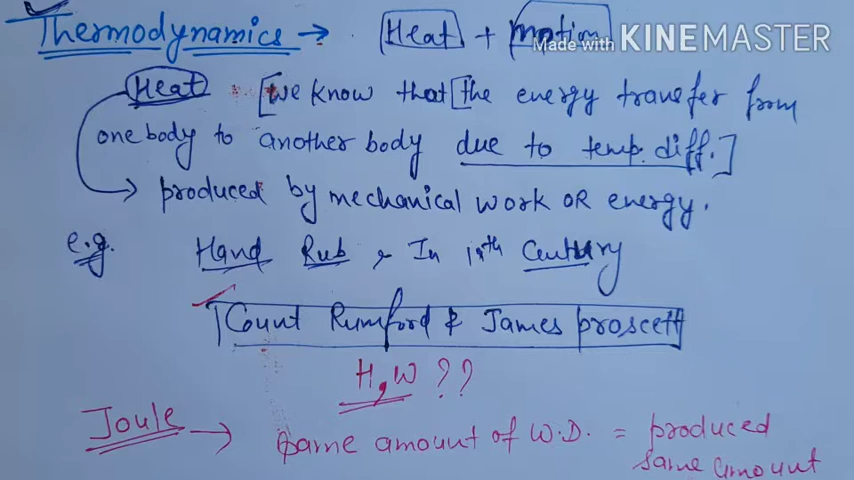 Thermodynamics → Heat + motion
Made with KINEMASTER
Heat [we know that [the energy transfer from
one body to another body due to temp. diff.]
→ produced by mechanical work OR energy.
e.g. Hand Rub, In Century
Count Rumford & James proscett
H, W ??
Joule → same amount of W.D. = produced
same amount